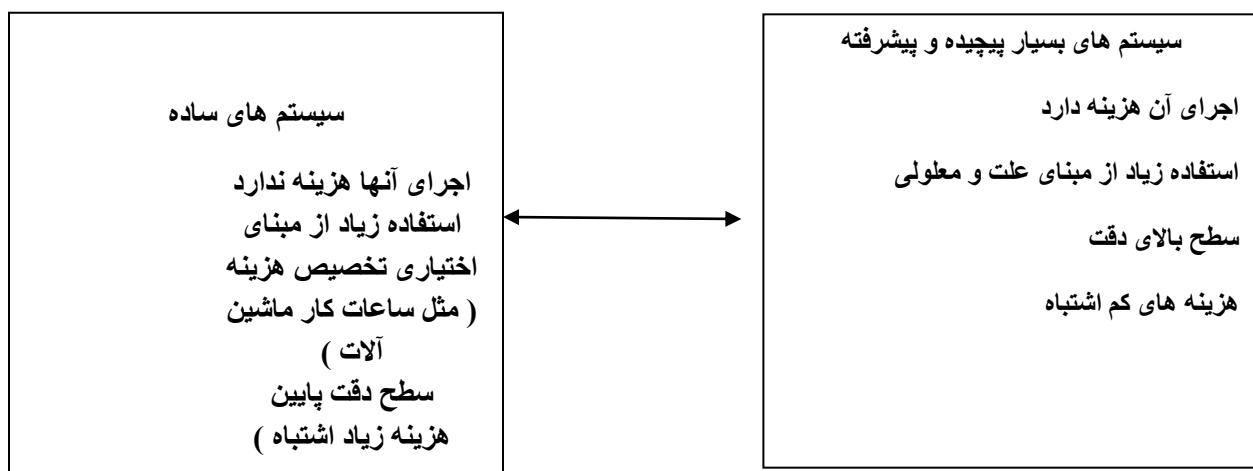 سیستم های بسیار پیچیده و پیشرفته
اجرای آن هزینه دارد
استفاده زیاد از مبنای علت و معلولی
سطح بالای دقت
هزینه های کم اشتباه
سیستم های ساده
اجرای آنها هزینه ندارد
استفاده زیاد از مبنای
اختیاری تخصیص هزینه
( مثل ساعات کار ماشین
آلات )
سطح دقت پایین
هزینه زیاد اشتباه )